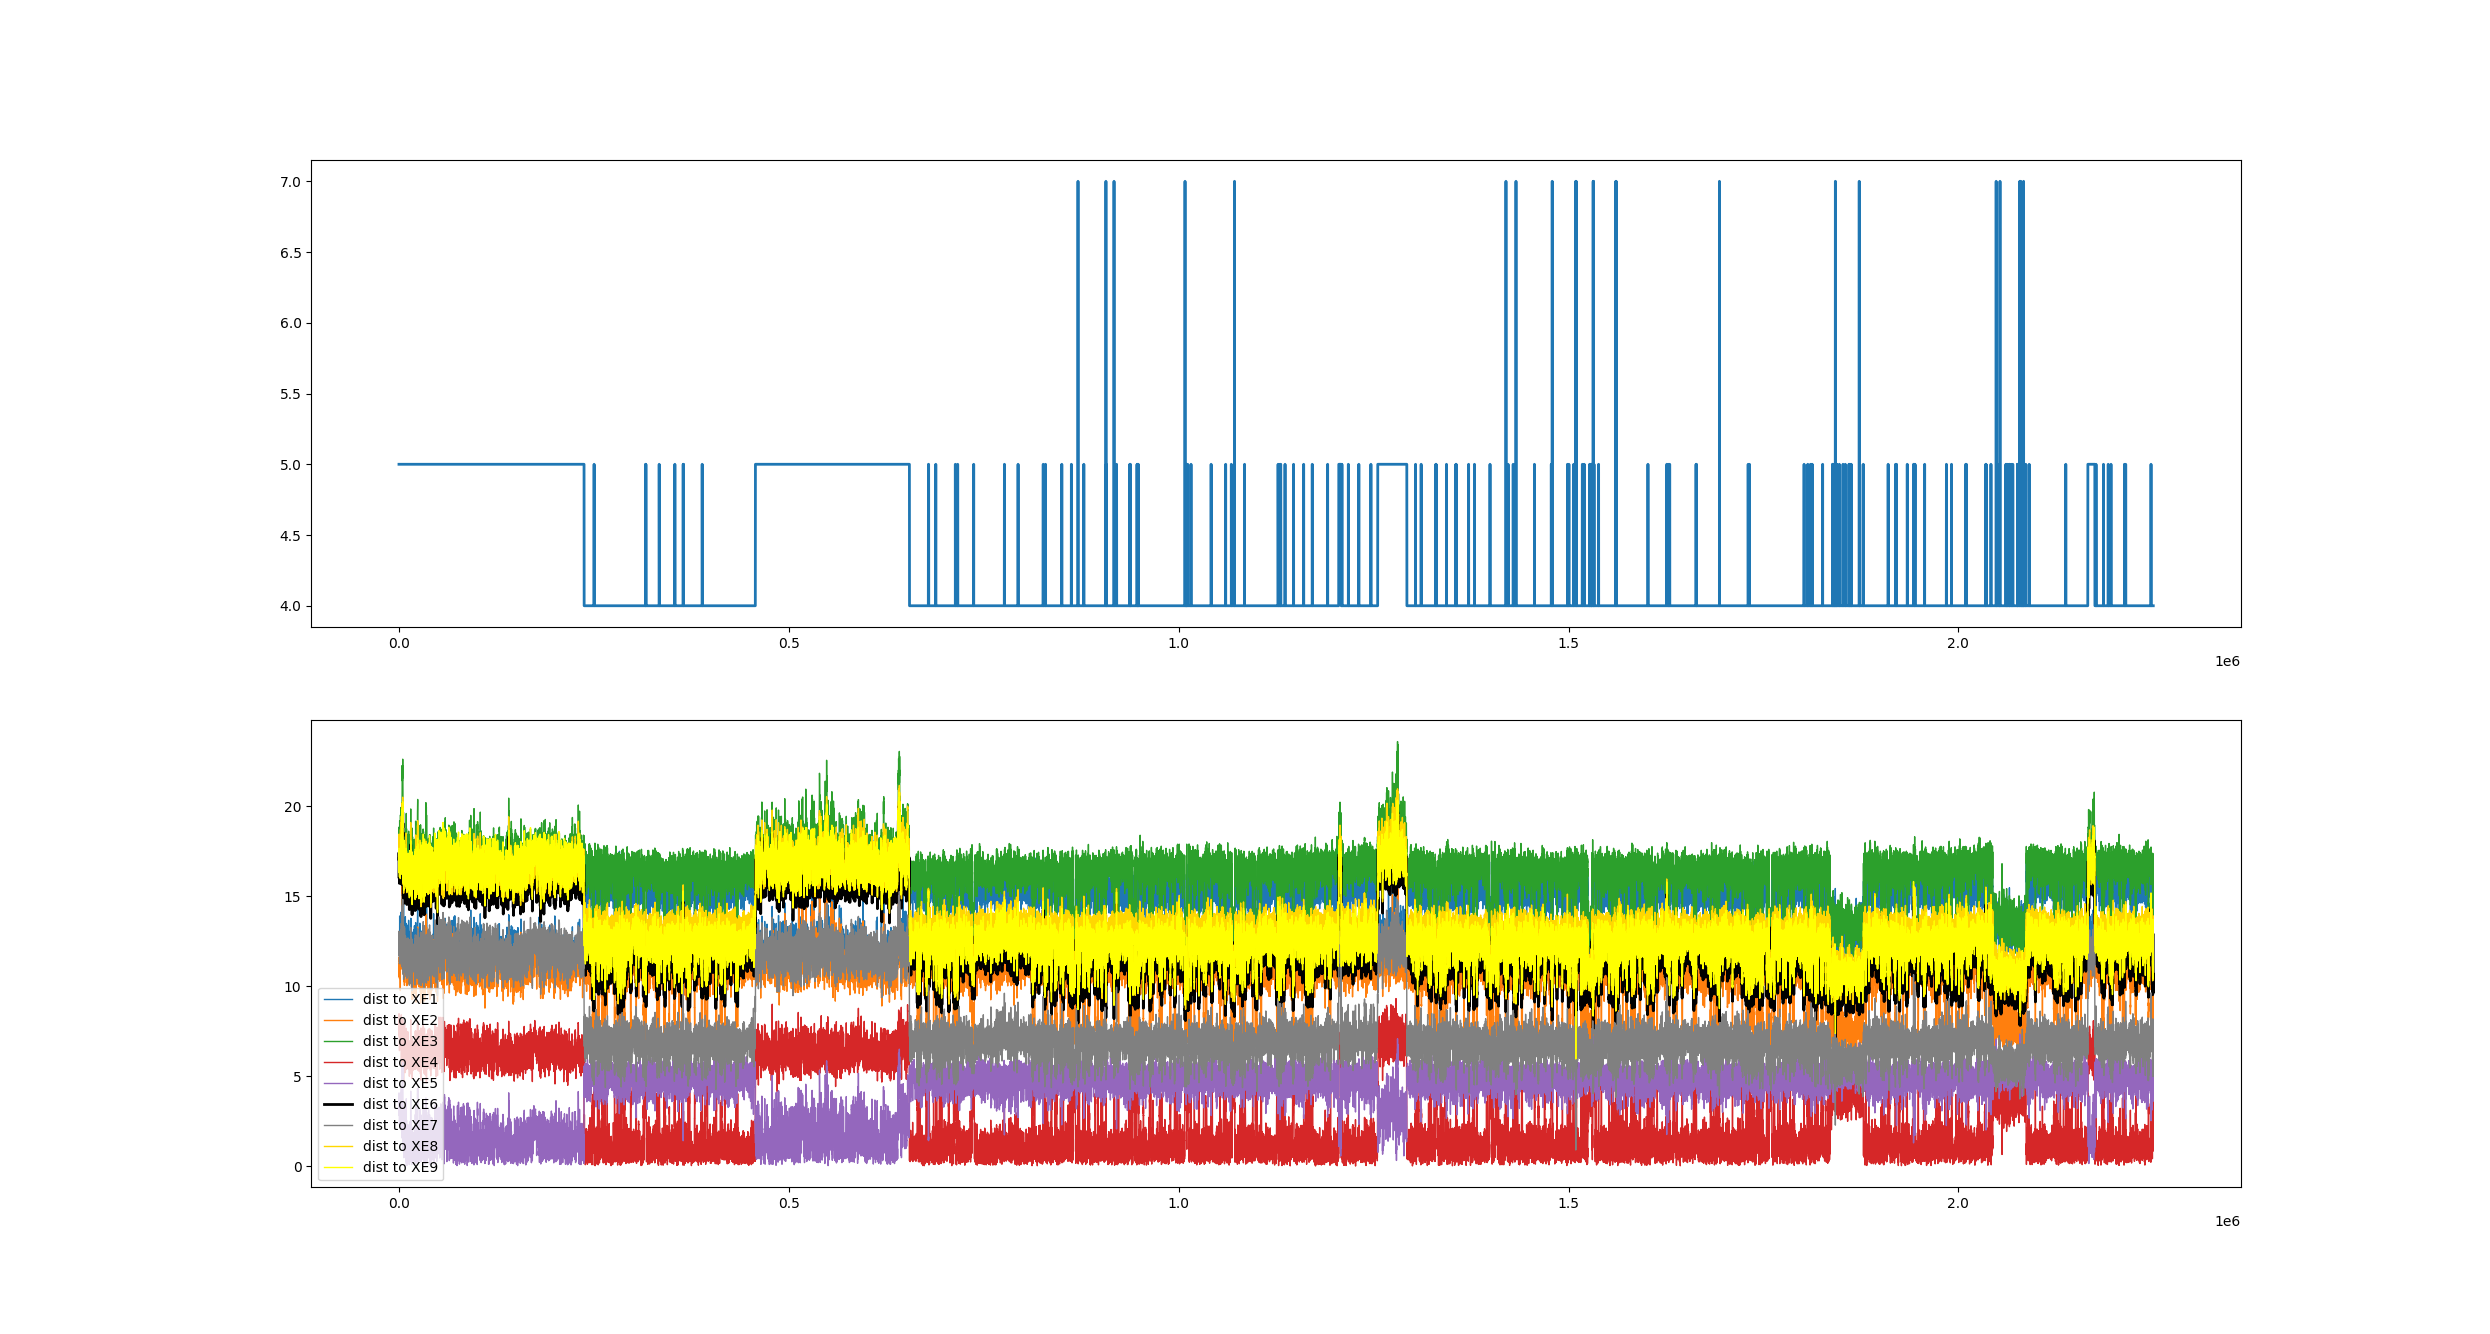 7.0
6.5
6.0
5.5
5.0
4.5
4.0
0.0 0.5 1.0 1.5 2.0
1e6
20
15
10
5
0
dist to XE1
dist to XE2
dist to XE3
dist to XE4
dist to XE5
dist to XE6
dist to XE7
dist to XE8
dist to XE9
0.0 0.5 1.0 1.5 2.0
1e6